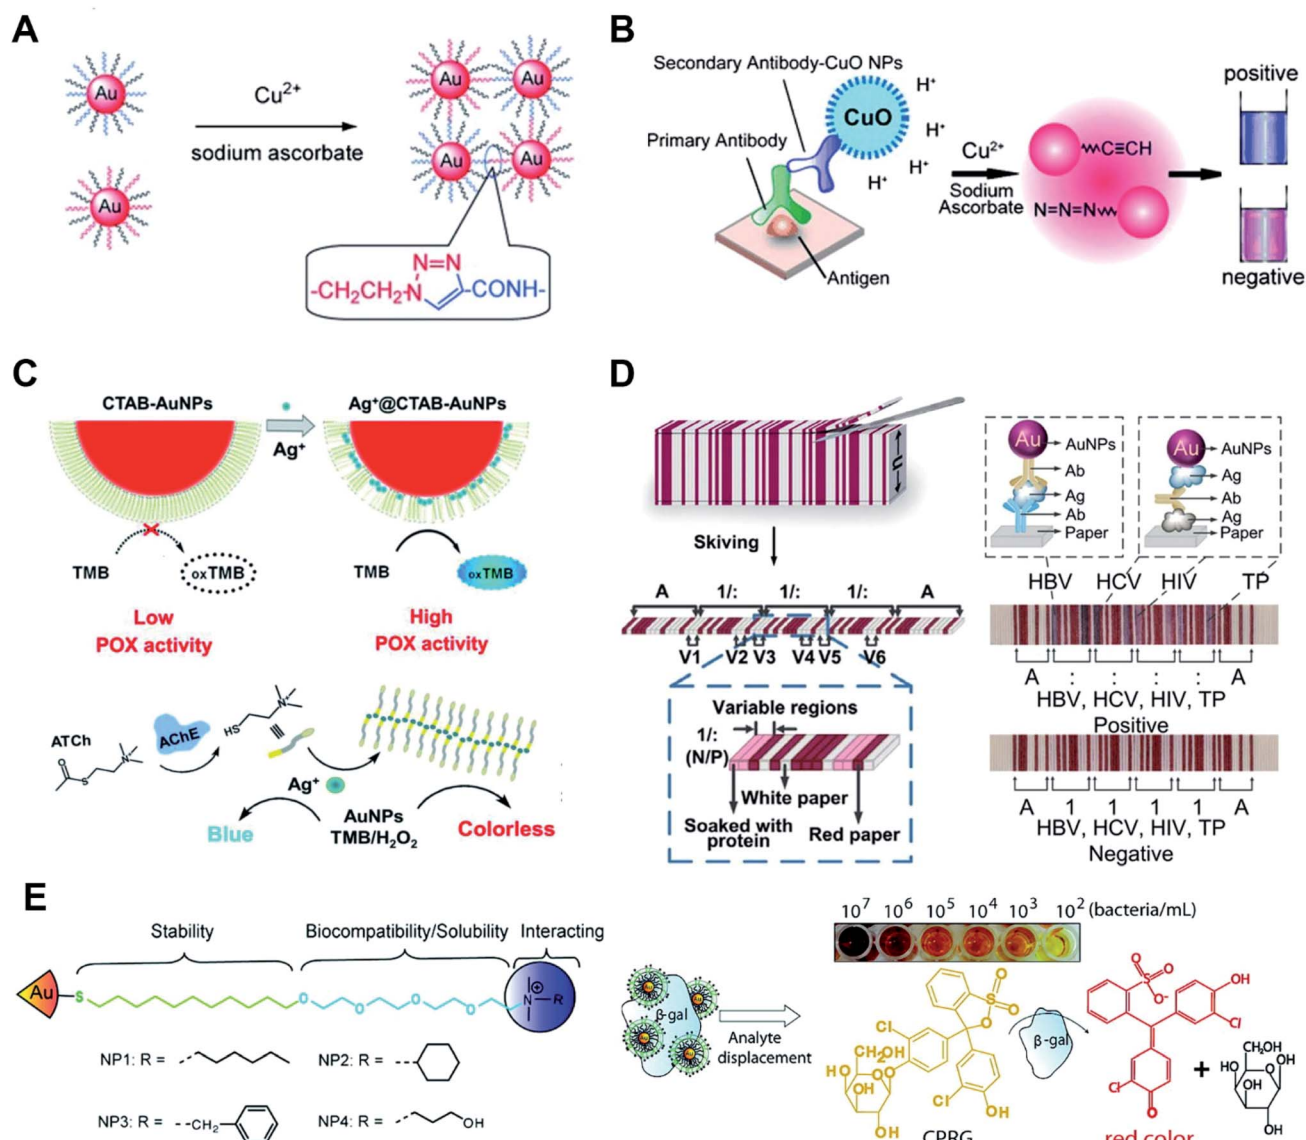 A
Au
Au
Cu2+
sodium ascorbate
Au
Au
Au
Au
N=N
-CH2CH2-N
-CONH-
B
Secondary Antibody-CuO NPs
Primary Antibody
CuO
H+
H+
H+
H+
Antigen
Cu2+
Sodium
Ascorbate
C≡CH
N=N=N
positive
negative
C
CTAB-AuNPs
Ag+
Ag+@CTAB-AuNPs
TMB
oxTMB
TMB
oxTMB
Low
POX activity
High
POX activity
ATCh
O
S
N+
AChE
HS
N+
Ag+
Blue
AuNPs
TMB/H2O2
Colorless
D
U
Skiving
A 1/: 1/: 1/: A
V1 V2 V3 V4 V5 V6
Variable regions
1/:
(N/P)
White paper
Soaked with
protein
Red paper
Au
AuNPs
Ab
Ag
Ab
Paper
Au
AuNPs
Ag
Ab
Ag
Paper
HBV HCV HIV TP
A : : : : A
HBV, HCV, HIV, TP
Positive
A 1 1 1 1 A
HBV, HCV, HIV, TP
Negative
E
Stability
Biocompatibility/Solubility
Interacting
Au
S
O
O
O
O
N
R
NP1: R =
NP2: R =
NP3: R = --CH2
NP4: R =
OH
β-gal
Au
Au
Au
Au
Analyte
displacement
10^7 10^6 10^5 10^4 10^3 10^2 (bacteria/mL)
S
O
O
O
Cl
Cl
OH
CH2OH
O
O
H
OH
H
OH
CPRG
β-gal
O
O
S
O-
OH
Cl
Cl
O
red color
+
CH2OH
O
OH
HO
OH
H
H
OH